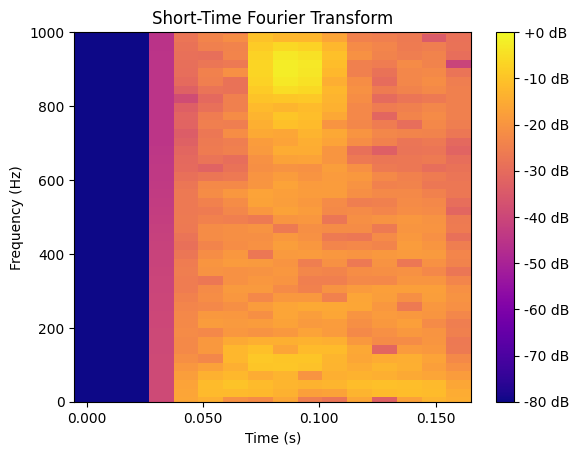 Short-Time Fourier Transform
1000
800
600
400
200
0
Frequency (Hz)
0.000
0.050
0.100
0.150
Time (s)
+0 dB
-10 dB
-20 dB
-30 dB
-40 dB
-50 dB
-60 dB
-70 dB
-80 dB